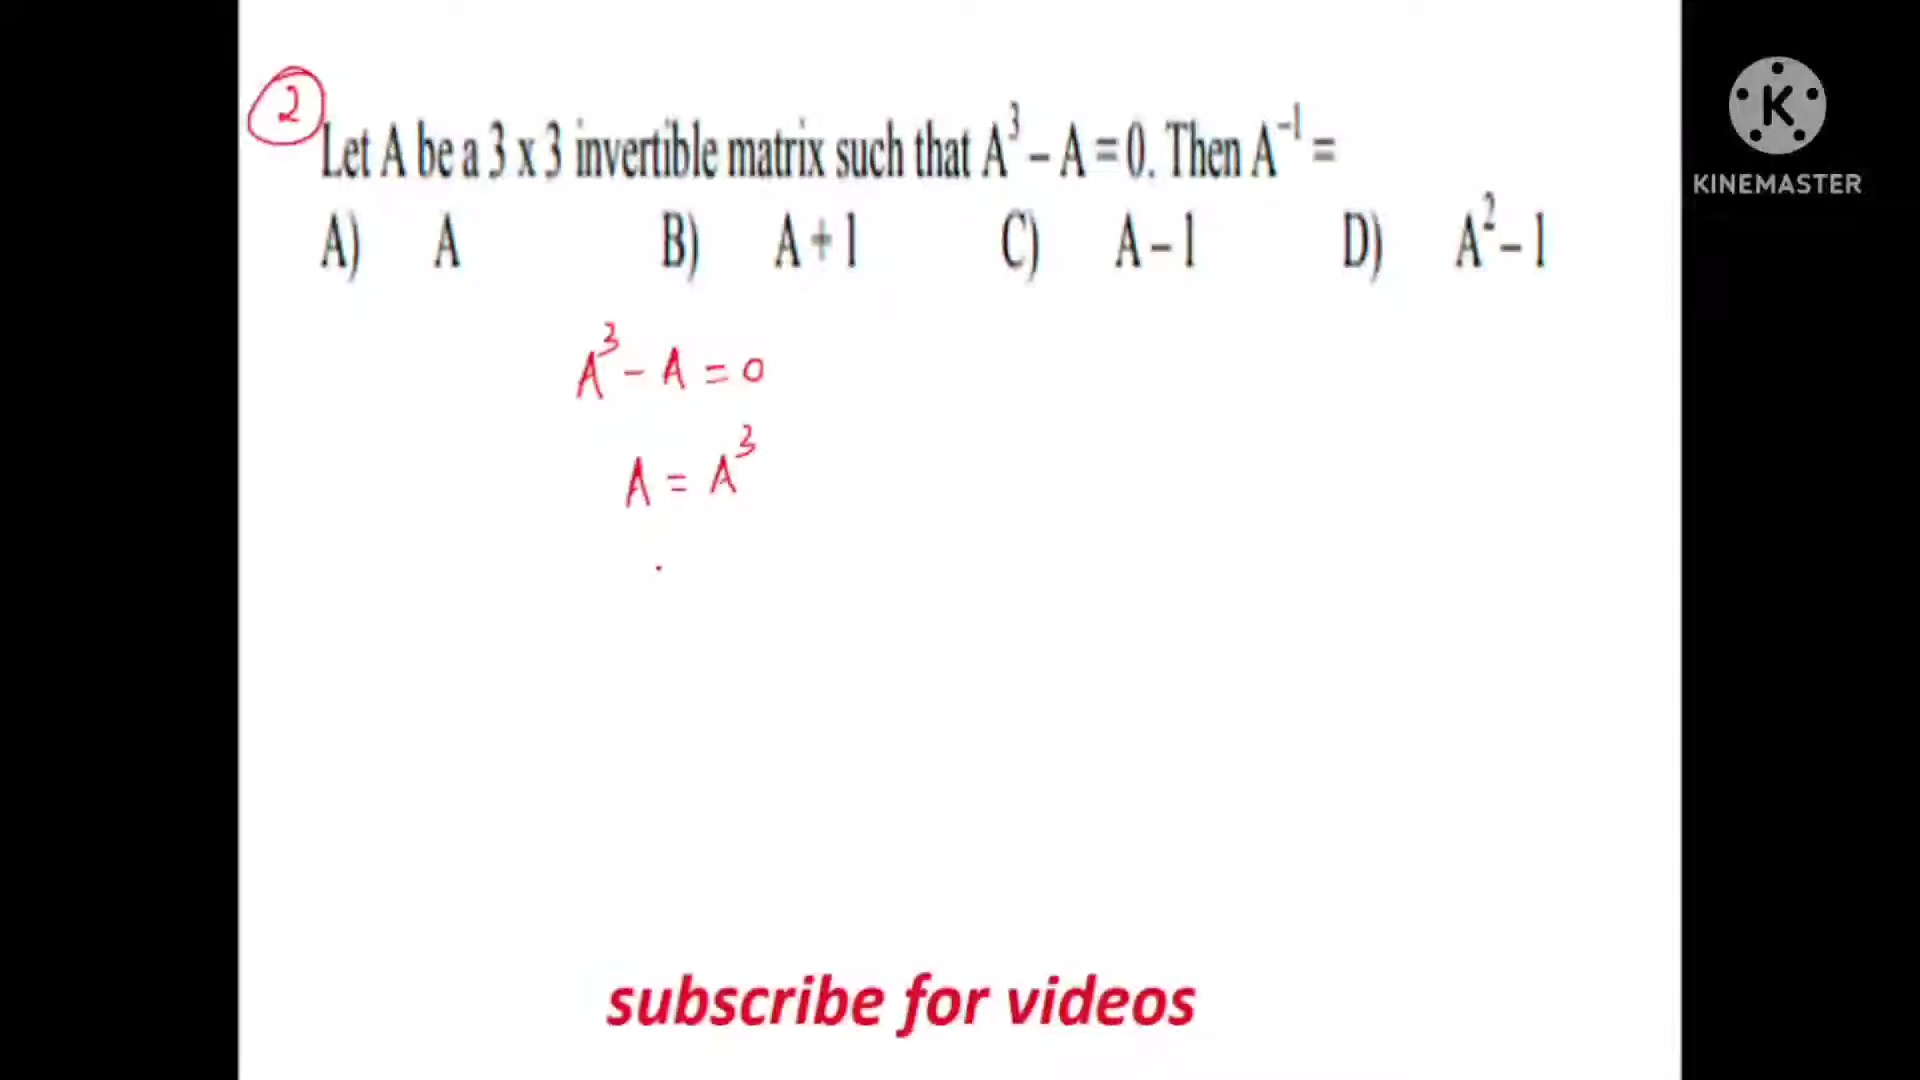 2
Let A be a 3 x 3 invertible matrix such that A³ – A = 0. Then A⁻¹ =
A) A B) A + 1 C) A – 1 D) A² – 1
A³ - A = 0
A = A³
subscribe for videos
K
KINEMASTER